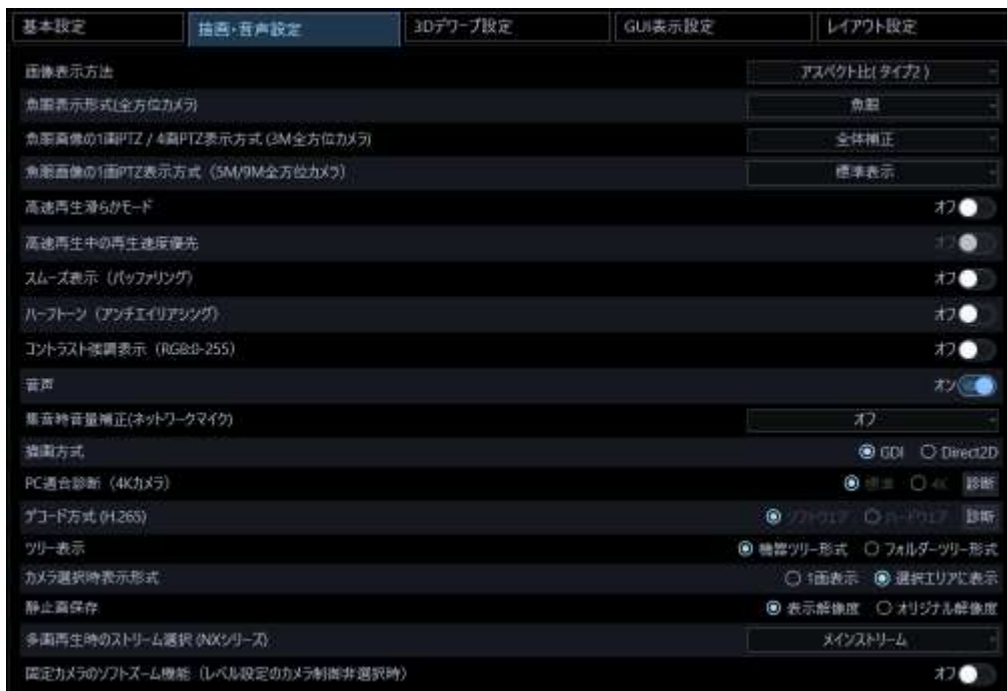 基本設定 描画・音声設定 3Dデワープ設定 GUI表示設定 レイアウト設定
画像表示方法 アスペクト比(タイプ2)
魚眼表示形式(全方位カメラ) 魚眼
魚眼画像の1画PTZ / 4画PTZ表示方式 (3M全方位カメラ) 全体補正
魚眼画像の1画PTZ表示方式（5M/9M全方位カメラ） 標準表示
高速再生滑らかモード オフ
高速再生中の再生速度優先 オフ
スムーズ表示（バッファリング） オフ
ハーフトーン（アンチエイリアシング） オフ
コントラスト強調表示（RGB:0-255） オフ
音声 オン
集音時音量補正(ネットワークマイク) オフ
描画方式 GDI Direct2D
PC適合診断（4Kカメラ） 標準 4K 診断
デコード方式 (H.265) ソフトウエア ハードウエア 診断
ツリー表示 機器ツリー形式 フォルダーツリー形式
カメラ選択時表示形式 1画表示 選択エリアに表示
静止画保存 表示解像度 オリジナル解像度
多画再生時のストリーム選択 (NXシリーズ) メインストリーム
固定カメラのソフトズーム機能（レベル設定のカメラ制御非選択時） オフ